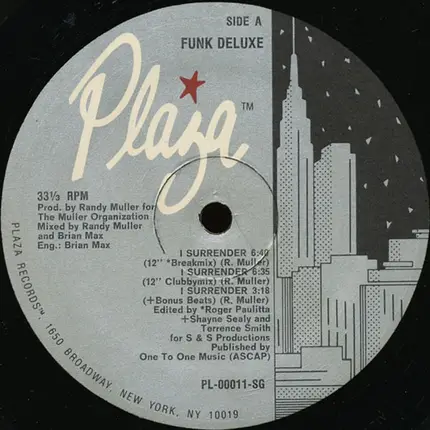 SIDE A
FUNK DELUXE
Plaza™
33⅓ RPM
Prod. by Randy Muller for
The Muller Organization
Mixed by Randy Muller
and Brian Max
Eng.: Brian Max
I SURRENDER 6:40
(12" *Breakmix) (R. Muller)
I SURRENDER 6:35
(12" Clubbymix) (R. Muller)
I SURRENDER 3:18
(+Bonus Beats) (R. Muller)
Edited by *Roger Paulitta
+Shayne Sealy and
Terrence Smith
for S & S Productions
Published by
One To One Music (ASCAP)
PL-00011-SG
PLAZA RECORDS™, 1650 BROADWAY, NEW YORK, NY 10019